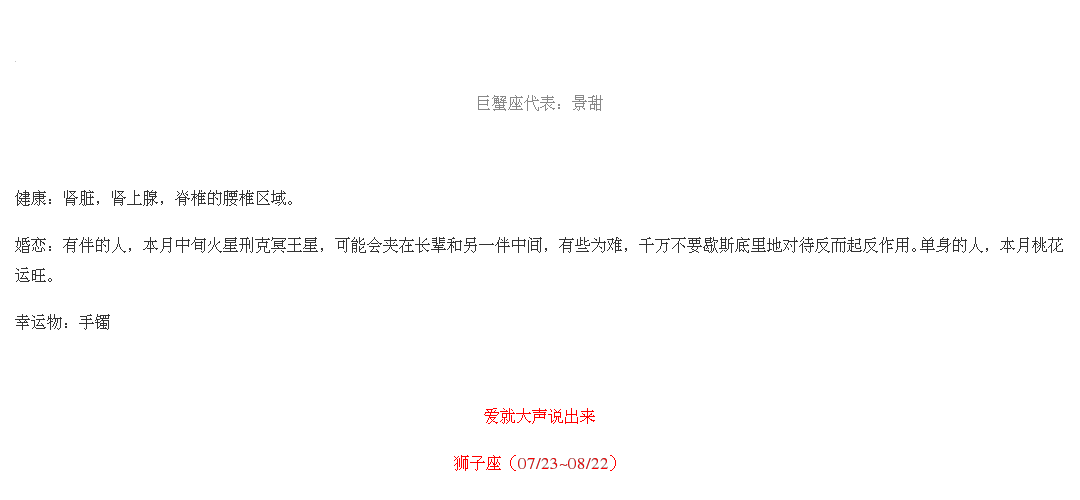 巨蟹座代表：景甜
健康：肾脏，肾上腺，脊椎的腰椎区域。
婚恋：有伴的人，本月中旬火星刑克冥王星，可能会夹在长辈和另一伴中间，有些为难，千万不要歇斯底里地对待反而起反作用。单身的人，本月桃花
运旺。
幸运物：手镯
爱就大声说出来
狮子座（07/23~08/22）